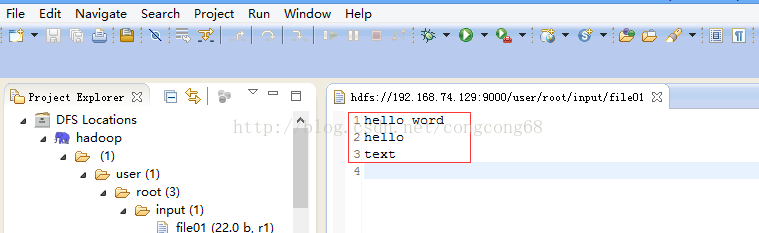 Edit Navigate Search Project Run Window Help
Project Explorer
DFS Locations
hadoop
(1)
user (1)
root (3)
input (1)
file01 (22.0 b, r1)
hdfs://192.168.74.129:9000/user/root/input/file01
1 hello word
2 hello
3 text
4
http://blog.csdn.net/congcong68